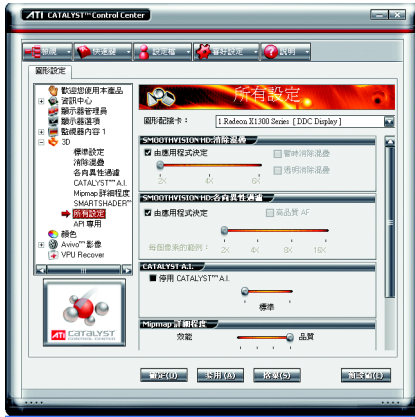 ATI CATALYST™ Control Center
檢視
快速鍵
設定檔
喜好設定
說明
圖形設定
歡迎您使用本產品
資訊中心
顯示器管理員
顯示器選項
監視器內容 1
3D
標準設定
消除混疊
各向異性過濾
CATALYST™ A.I.
Mipmap 詳細程度
SMARTSHADER™
所有設定
API 專用
顏色
Avivo™ 影像
VPU Recover
ATI CATALYST
CONTROL CENTER
所有設定
圖形配接卡：
1.Radeon X1300 Series [ DDC Display ]
SMOOTHVISION HD:消除混疊
由應用程式決定
暫時消除混疊
透明消除混疊
2X 4X 6X
SMOOTHVISION HD:各向異性過濾
由應用程式決定
高品質 AF
每個像素的範例：
2X 4X 8X 16X
CATALYST A.I.
停用 CATALYST™ A.I.
標準
Mipmap 詳細程度
效能
品質
確定(O)
套用(A)